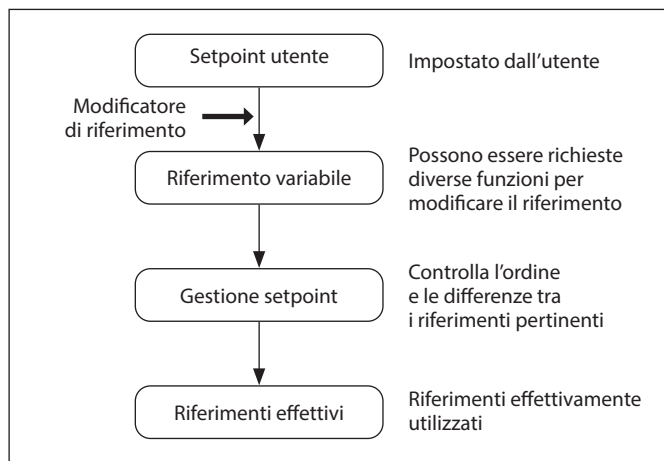 Setpoint utente
Impostato dall'utente
Modificatore
di riferimento
Riferimento variabile
Possono essere richieste
diverse funzioni per
modificare il riferimento
Gestione setpoint
Controlla l'ordine
e le differenze tra
i riferimenti pertinenti
Riferimenti effettivi
Riferimenti effettivamente
utilizzati